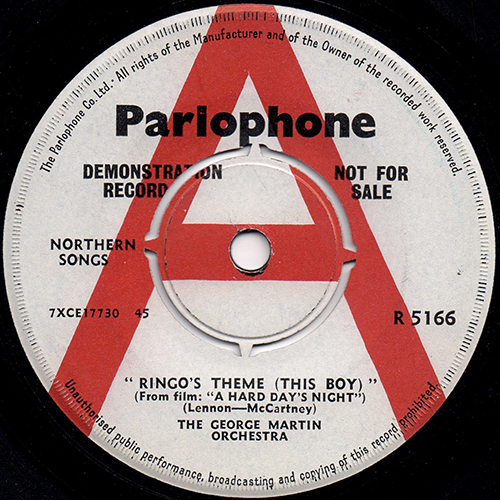 The Parlophone Co. Ltd. All rights of the Manufacturer and of the Owner of the recorded work reserved.
Parlophone
DEMONSTRATION
RECORD
NOT FOR
SALE
NORTHERN
SONGS
7XCE17730 45
R 5166
A
" RINGO'S THEME (THIS BOY) "
(From film: "A HARD DAY'S NIGHT")
(Lennon—McCartney)
THE GEORGE MARTIN
ORCHESTRA
Unauthorised public performance, broadcasting and copying of this record prohibited.